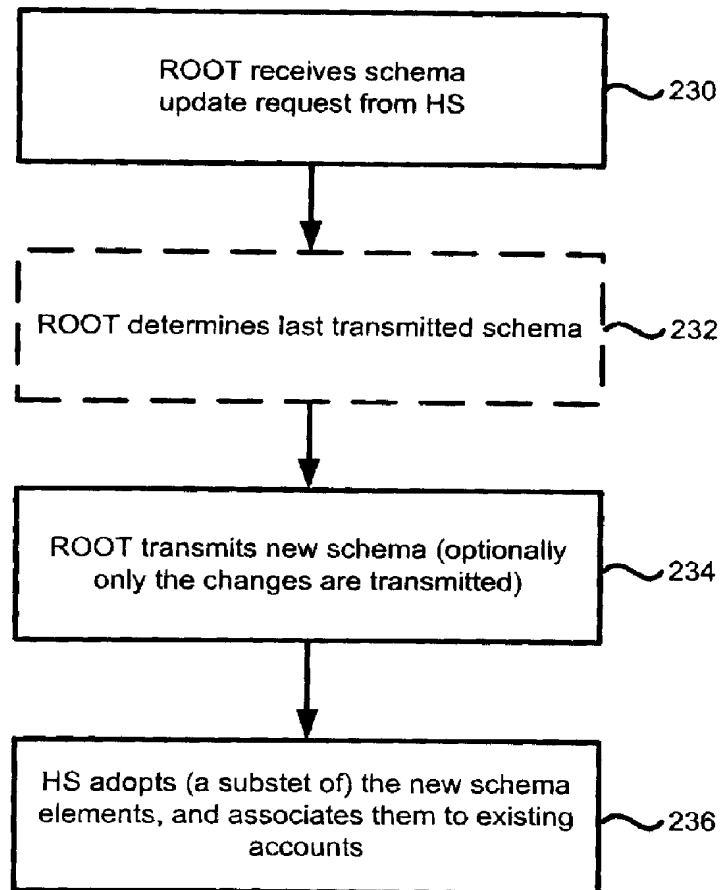 ROOT receives schema
update request from HS
230
ROOT determines last transmitted schema
232
ROOT transmits new schema (optionally
only the changes are transmitted)
234
HS adopts (a substet of) the new schema
elements, and associates them to existing
accounts
236